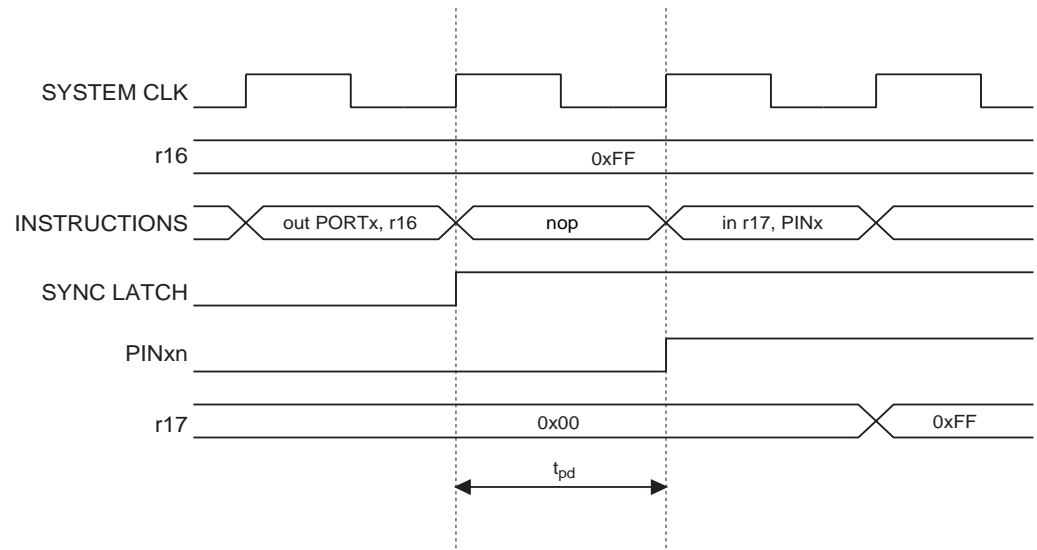 SYSTEM CLK
r16
0xFF
INSTRUCTIONS
out PORTx, r16
nop
in r17, PINx
SYNC LATCH
PINxn
r17
0x00
0xFF
tpd